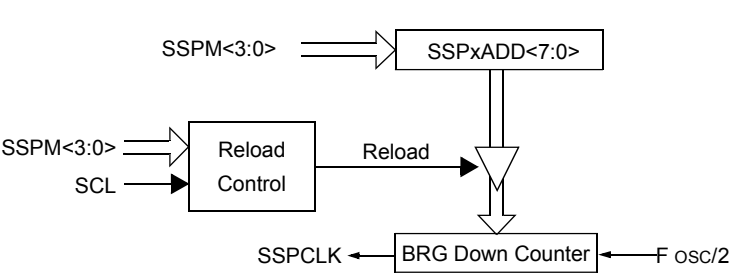 SSPM<3:0>
SSPxADD<7:0>
SSPM<3:0>
SCL
Reload
Control
Reload
SSPCLK
BRG Down Counter
F OSC/2